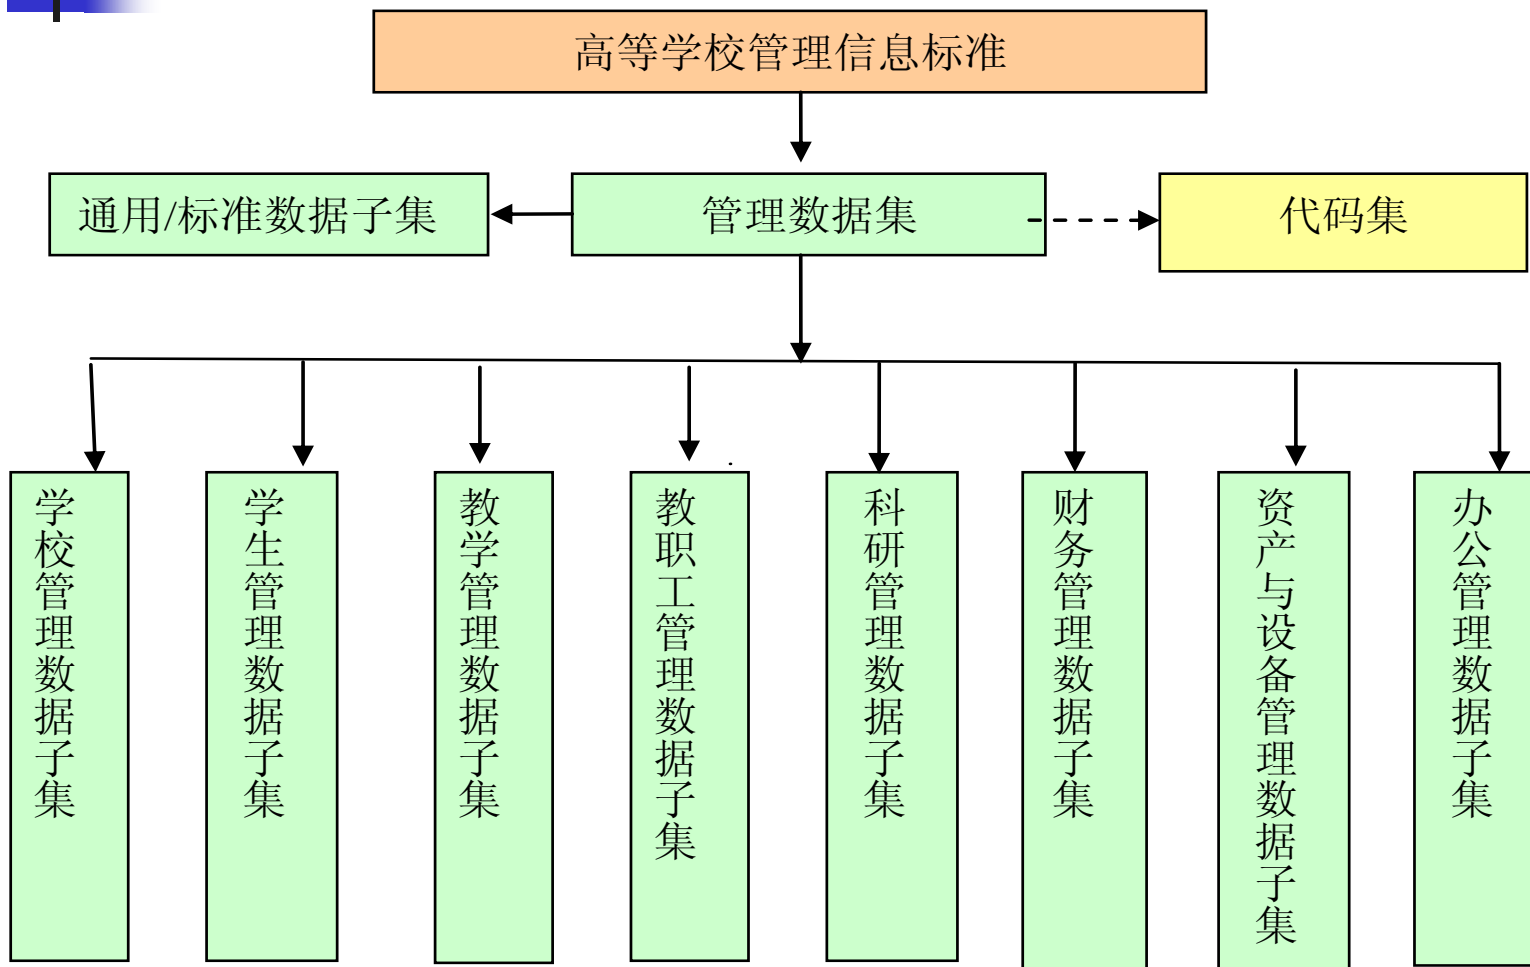 高等学校管理信息标准
通用/标准数据子集
管理数据集
代码集
学校管理数据子集
学生管理数据子集
教学管理数据子集
教职工管理数据子集
科研管理数据子集
财务管理数据子集
资产与设备管理数据子集
办公管理数据子集